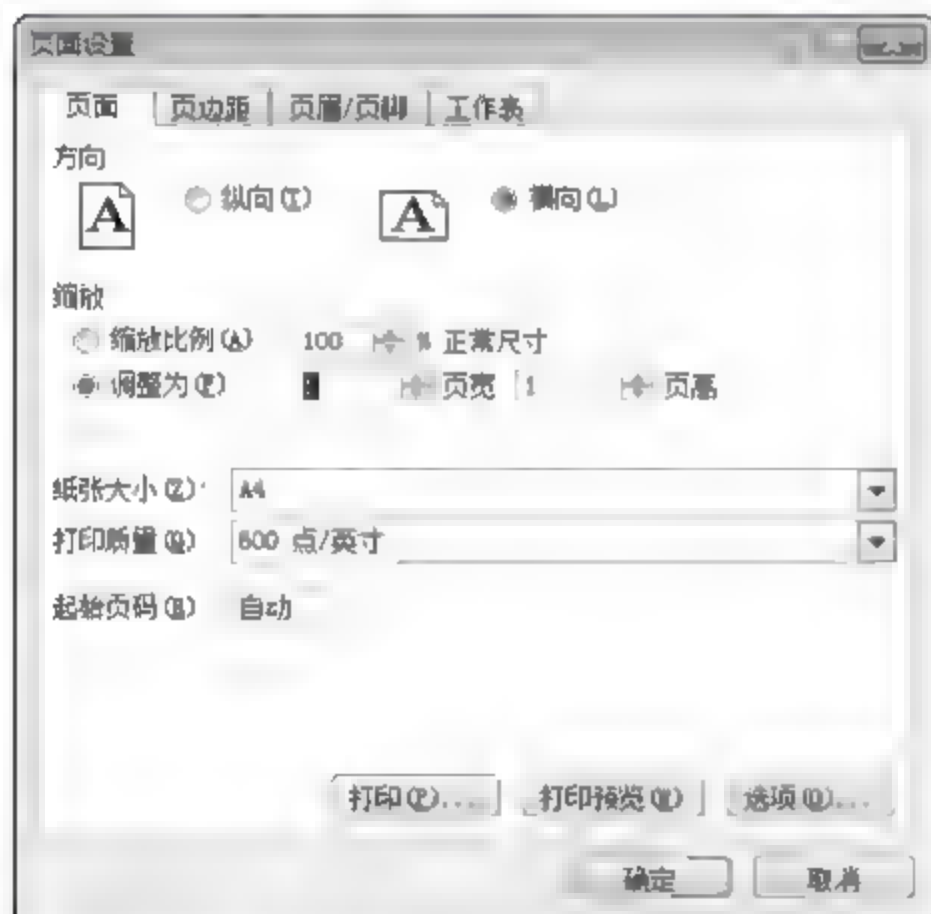 页面设置
页面 页边距 页眉/页脚 工作表
方向
A 纵向(T) A 横向(L)
缩放
缩放比例(A) 100 % 正常尺寸
调整为(F) 页宽 1 页高
纸张大小(Z): A4
打印质量(Q) 600 点/英寸
起始页码(R) 自动
打印(P)... 打印预览(W) 选项(O)...
确定 取消